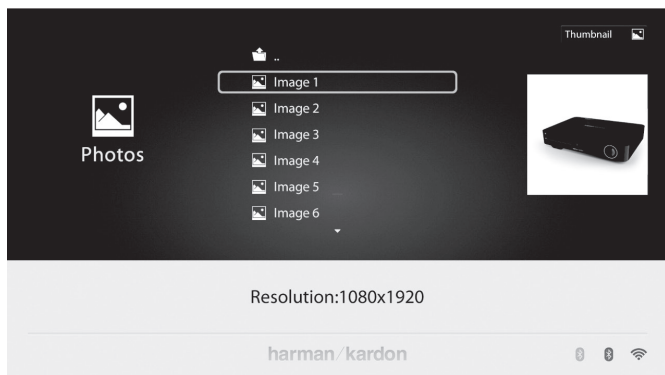 Thumbnail
..
Image 1
Image 2
Image 3
Photos
Image 4
Image 5
Image 6
Resolution:1080x1920
harman/kardon